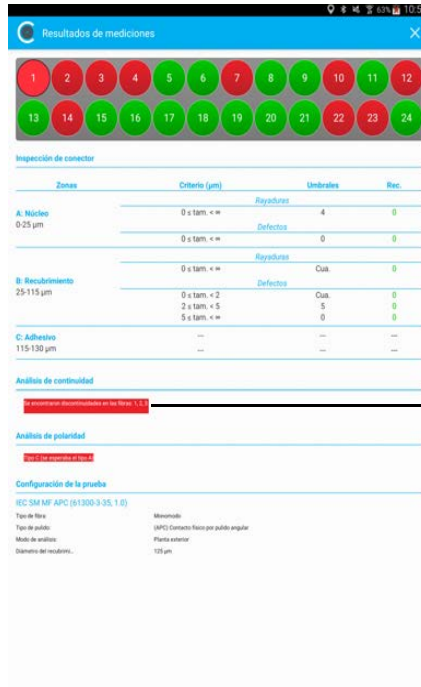 63% 10:5
Resultados de mediciones
1 2 3 4 5 6 7 8 9 10 11 12
13 14 15 16 17 18 19 20 21 22 23 24
Inspección de conector
Zonas Criterio (µm) Umbrales Rec.
Rayaduras
A: Núcleo 0 ≤ tam. < ∞ 4 0
0-25 µm
Defectos
0 ≤ tam. < ∞ 0 0
Rayaduras
0 ≤ tam. < ∞ Cua. 0
B: Recubrimiento
Defectos
25-115 µm
0 ≤ tam. < 2 Cua. 0
2 ≤ tam. < 5 5 0
5 ≤ tam. < ∞ 0 0
C: Adhesivo --- --- ---
115-130 µm --- --- ---
Análisis de continuidad
Se encontraron discontinuidades en las fibras: 1, 2, 3
Análisis de polaridad
Tipo C (se esperaba el tipo A)
Configuración de la prueba
IEC SM MF APC (61300-3-35, 1.0)
Tipo de fibra: Monomodo
Tipo de pulido: (APC) Contacto físico por pulido angular
Modo de análisis: Planta exterior
Diámetro del recubrimi... 125 µm